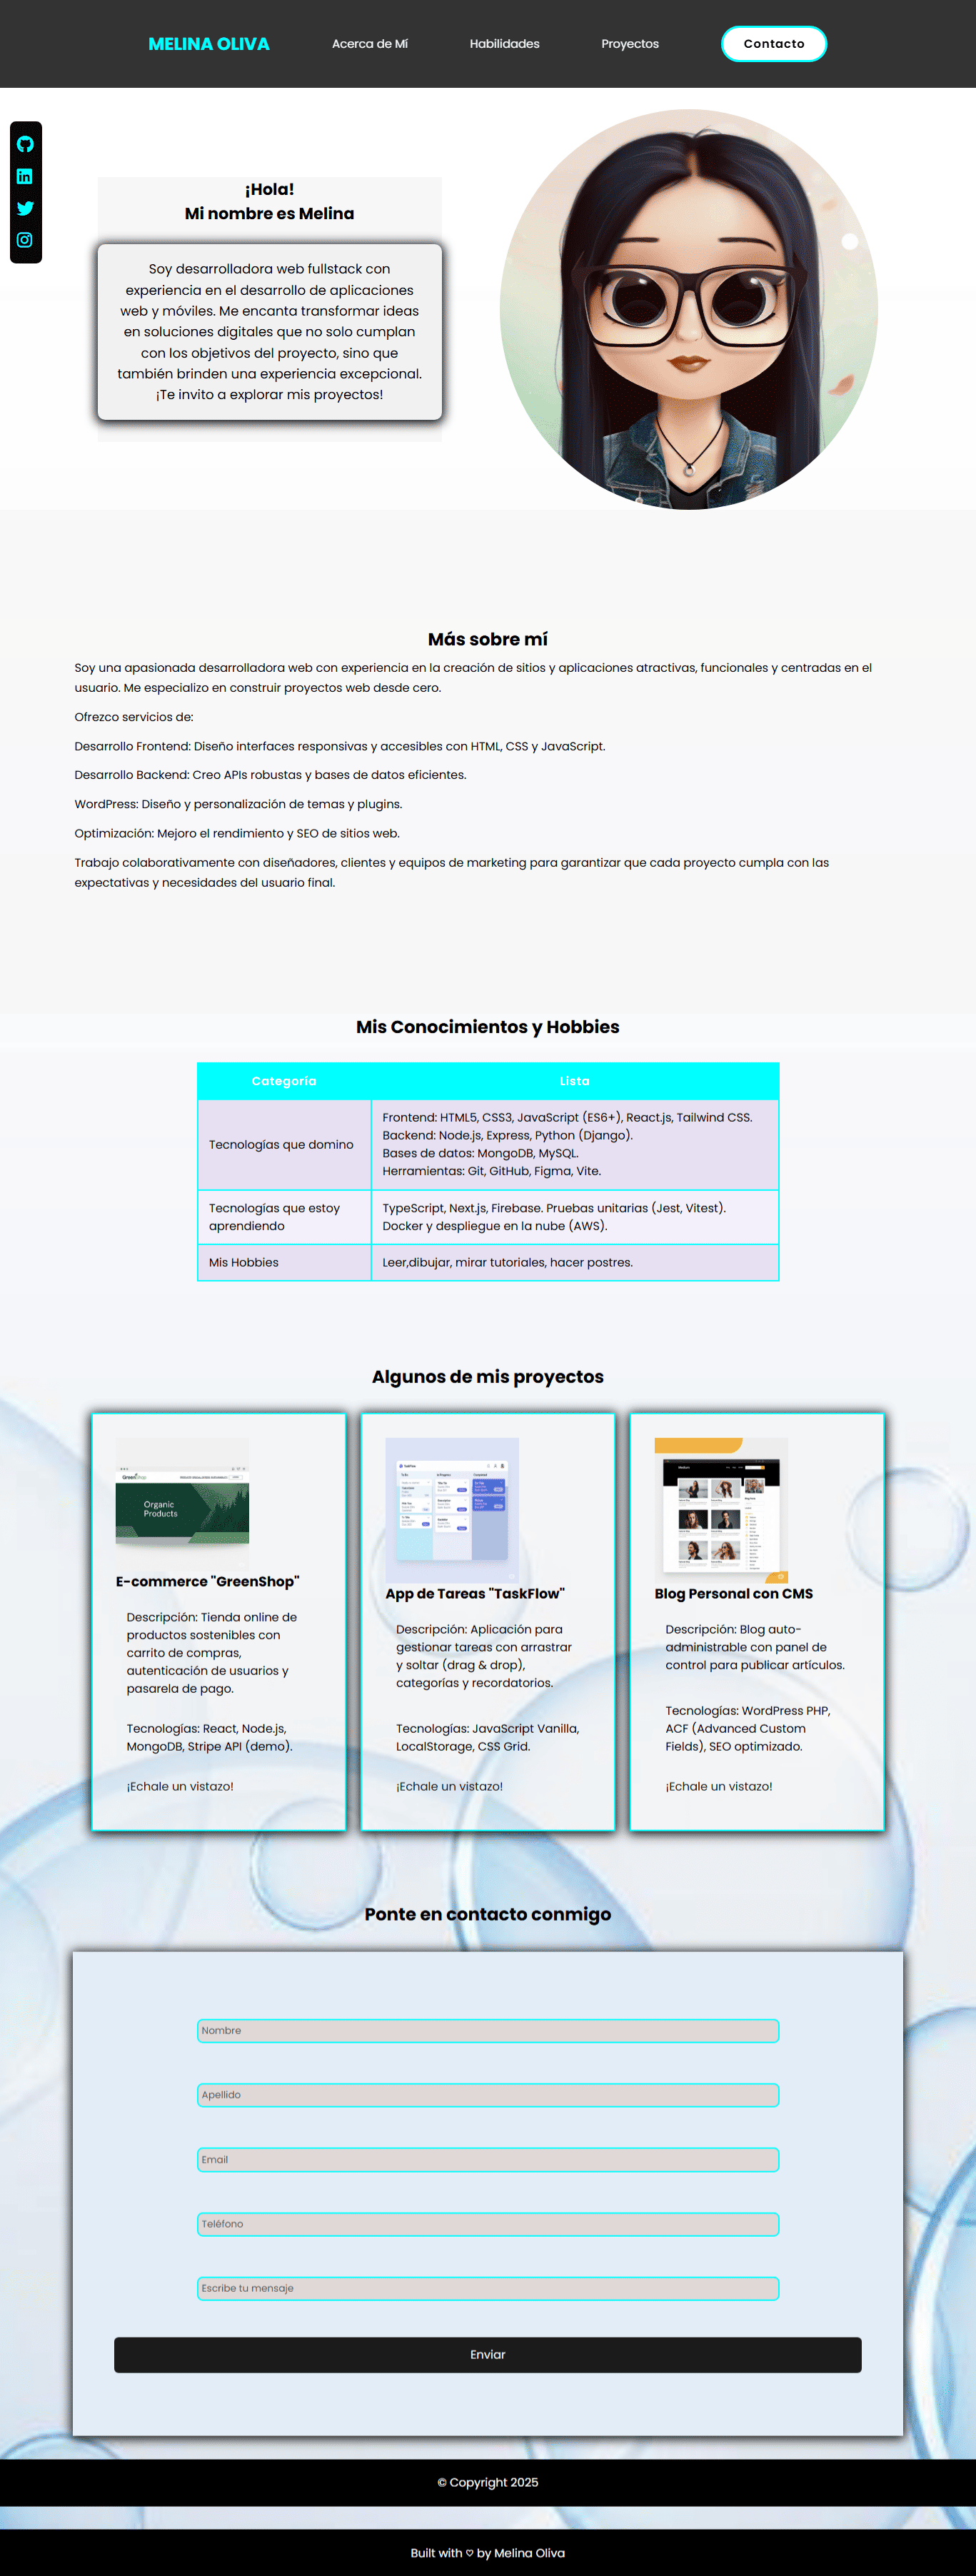 MELINA OLIVA
Acerca de Mí
Habilidades
Proyectos
Contacto
¡Hola!
Mi nombre es Melina
Soy desarrolladora web fullstack con
experiencia en el desarrollo de aplicaciones
web y móviles. Me encanta transformar ideas
en soluciones digitales que no solo cumplan
con los objetivos del proyecto, sino que
también brinden una experiencia excepcional.
¡Te invito a explorar mis proyectos!
Más sobre mí
Soy una apasionada desarrolladora web con experiencia en la creación de sitios y aplicaciones atractivas, funcionales y centradas en el
usuario. Me especializo en construir proyectos web desde cero.
Ofrezco servicios de:
Desarrollo Frontend: Diseño interfaces responsivas y accesibles con HTML, CSS y JavaScript.
Desarrollo Backend: Creo APIs robustas y bases de datos eficientes.
WordPress: Diseño y personalización de temas y plugins.
Optimización: Mejoro el rendimiento y SEO de sitios web.
Trabajo colaborativamente con diseñadores, clientes y equipos de marketing para garantizar que cada proyecto cumpla con las
expectativas y necesidades del usuario final.
Mis Conocimientos y Hobbies
Categoría
Lista
Tecnologías que domino
Frontend: HTML5, CSS3, JavaScript (ES6+), React.js, Tailwind CSS.
Backend: Node.js, Express, Python (Django).
Bases de datos: MongoDB, MySQL.
Herramientas: Git, GitHub, Figma, Vite.
Tecnologías que estoy
aprendiendo
TypeScript, Next.js, Firebase. Pruebas unitarias (Jest, Vitest).
Docker y despliegue en la nube (AWS).
Mis Hobbies
Leer,dibujar, mirar tutoriales, hacer postres.
Algunos de mis proyectos
GreenShop
Organic
Products
E-commerce "GreenShop"
Descripción: Tienda online de
productos sostenibles con
carrito de compras,
autenticación de usuarios y
pasarela de pago.
Tecnologías: React, Node.js,
MongoDB, Stripe API (demo).
¡Echale un vistazo!
App de Tareas "TaskFlow"
Descripción: Aplicación para
gestionar tareas con arrastrar
y soltar (drag & drop),
categorías y recordatorios.
Tecnologías: JavaScript Vanilla,
LocalStorage, CSS Grid.
¡Echale un vistazo!
Blog Personal con CMS
Descripción: Blog auto-
administrable con panel de
control para publicar artículos.
Tecnologías: WordPress PHP,
ACF (Advanced Custom
Fields), SEO optimizado.
¡Echale un vistazo!
Ponte en contacto conmigo
Nombre
Apellido
Email
Teléfono
Escribe tu mensaje
Enviar
© Copyright 2025
Built with ♡ by Melina Oliva